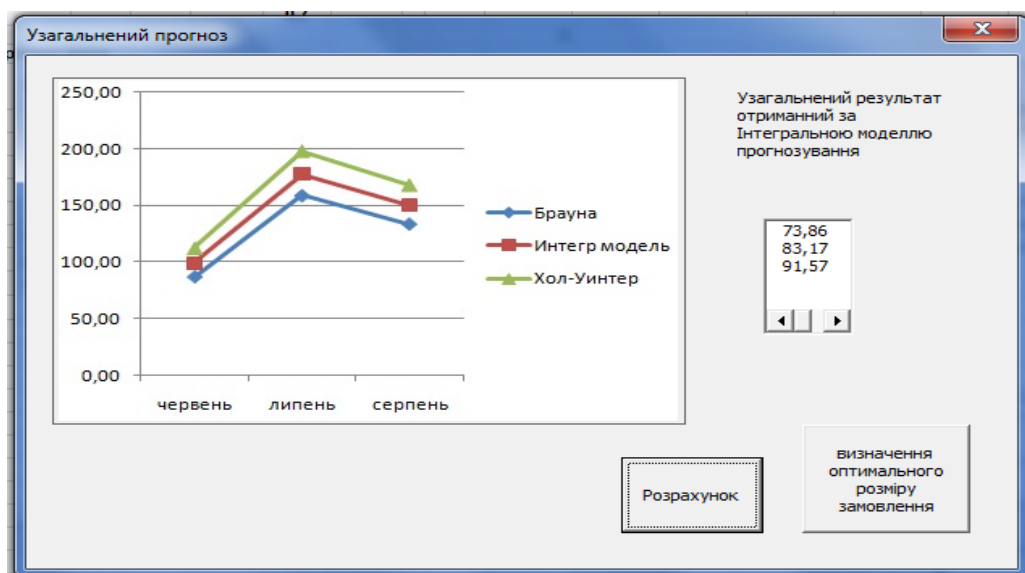 Узагальнений прогноз
250,00
200,00
150,00
100,00
50,00
0,00
червень липень серпень
Брауна
Интегр модель
Хол-Уинтер
Узагальнений результат
отриманний за
Інтегральною моделлю
прогнозування
73,86
83,17
91,57
Розрахунок
визначення
оптимального
розміру
замовлення